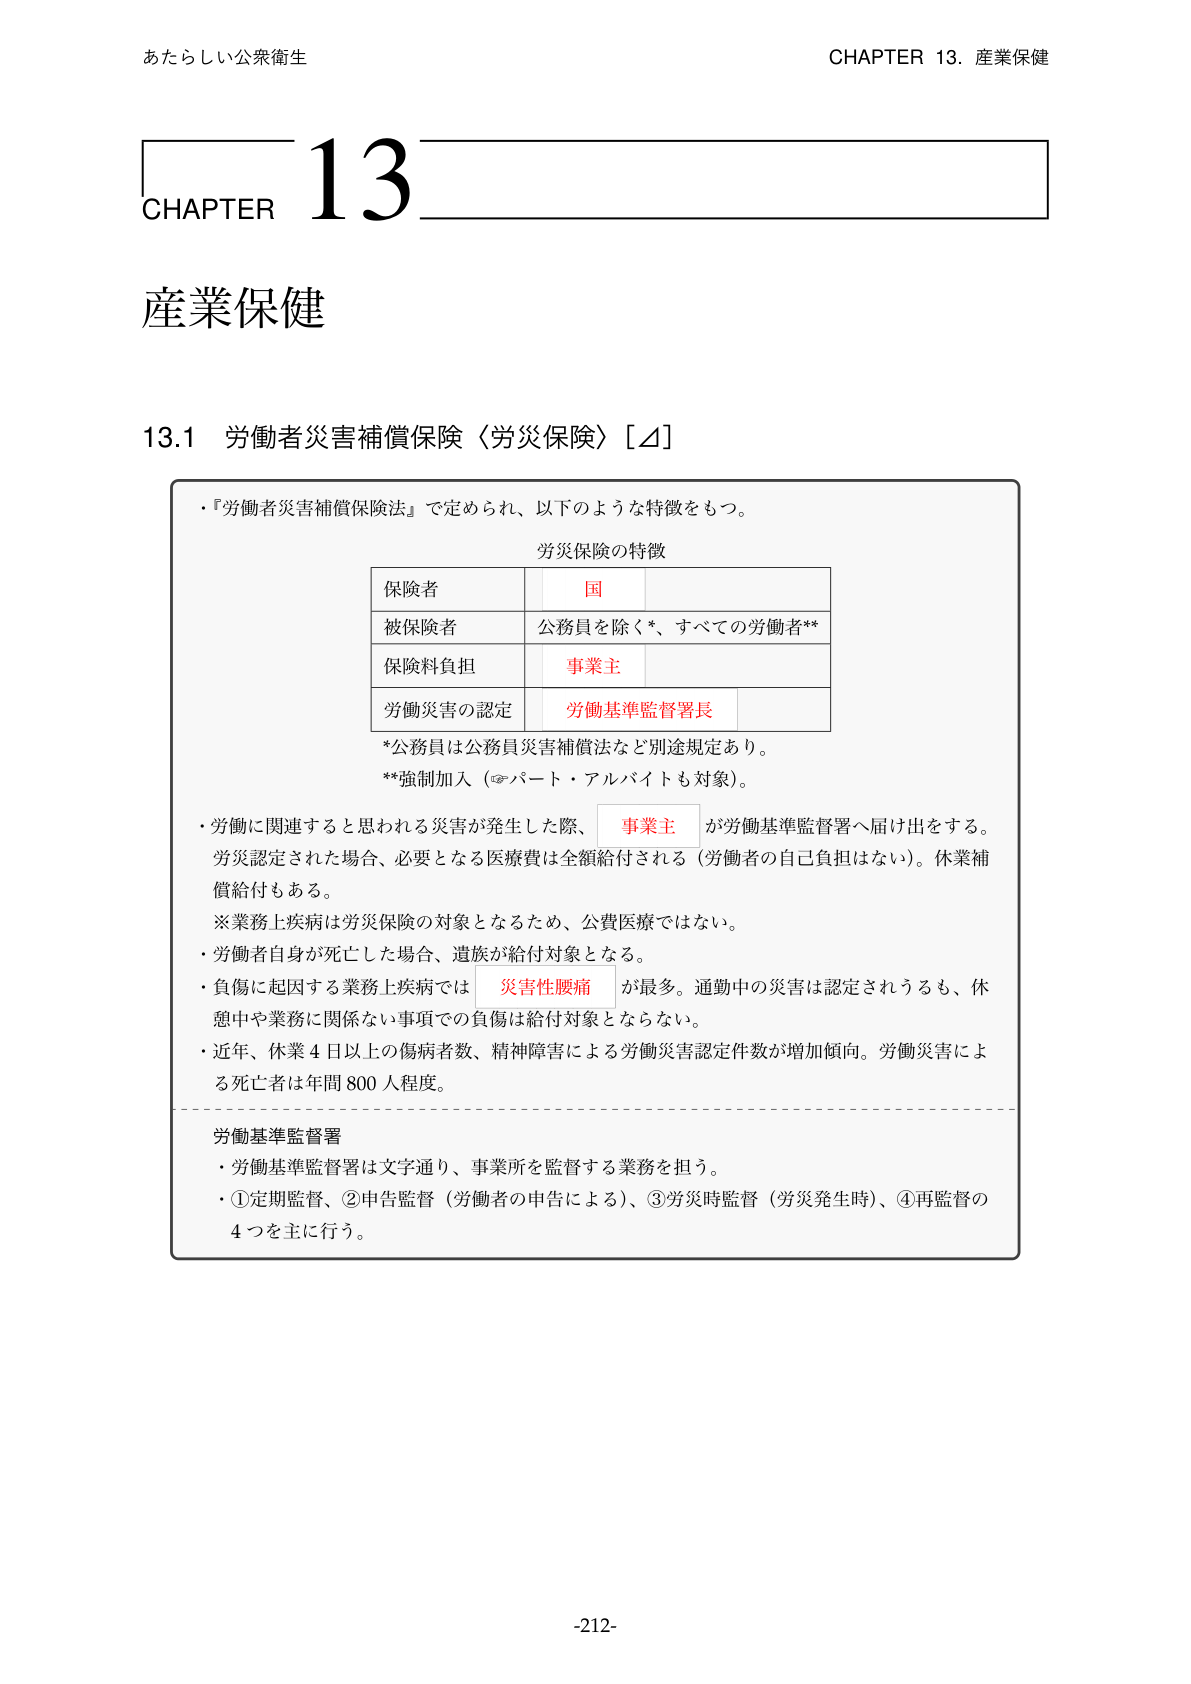 あたらしい公衆衛生
CHAPTER 13. 産業保健
CHAPTER 13
産業保健
13.1 労働者災害補償保険〈労災保険〉[⊿]
・『労働者災害補償保険法』で定められ、以下のような特徴をもつ。
労災保険の特徴
保険者 国
被保険者 公務員を除く*、すべての労働者**
保険料負担 事業主
労働災害の認定 労働基準監督署長
*公務員は公務員災害補償法など別途規定あり。
**強制加入（☞パート・アルバイトも対象）。
・労働に関連すると思われる災害が発生した際、 事業主 が労働基準監督署へ届け出をする。
労災認定された場合、必要となる医療費は全額給付される（労働者の自己負担はない）。休業補
償給付もある。
※業務上疾病は労災保険の対象となるため、公費医療ではない。
・労働者自身が死亡した場合、遺族が給付対象となる。
・負傷に起因する業務上疾病では 災害性腰痛 が最多。通勤中の災害は認定されうるも、休
憩中や業務に関係ない事項での負傷は給付対象とならない。
・近年、休業 4 日以上の傷病者数、精神障害による労働災害認定件数が増加傾向。労働災害によ
る死亡者は年間 800 人程度。
労働基準監督署
・労働基準監督署は文字通り、事業所を監督する業務を担う。
・①定期監督、②申告監督（労働者の申告による）、③労災時監督（労災発生時）、④再監督の
4 つを主に行う。
-212-